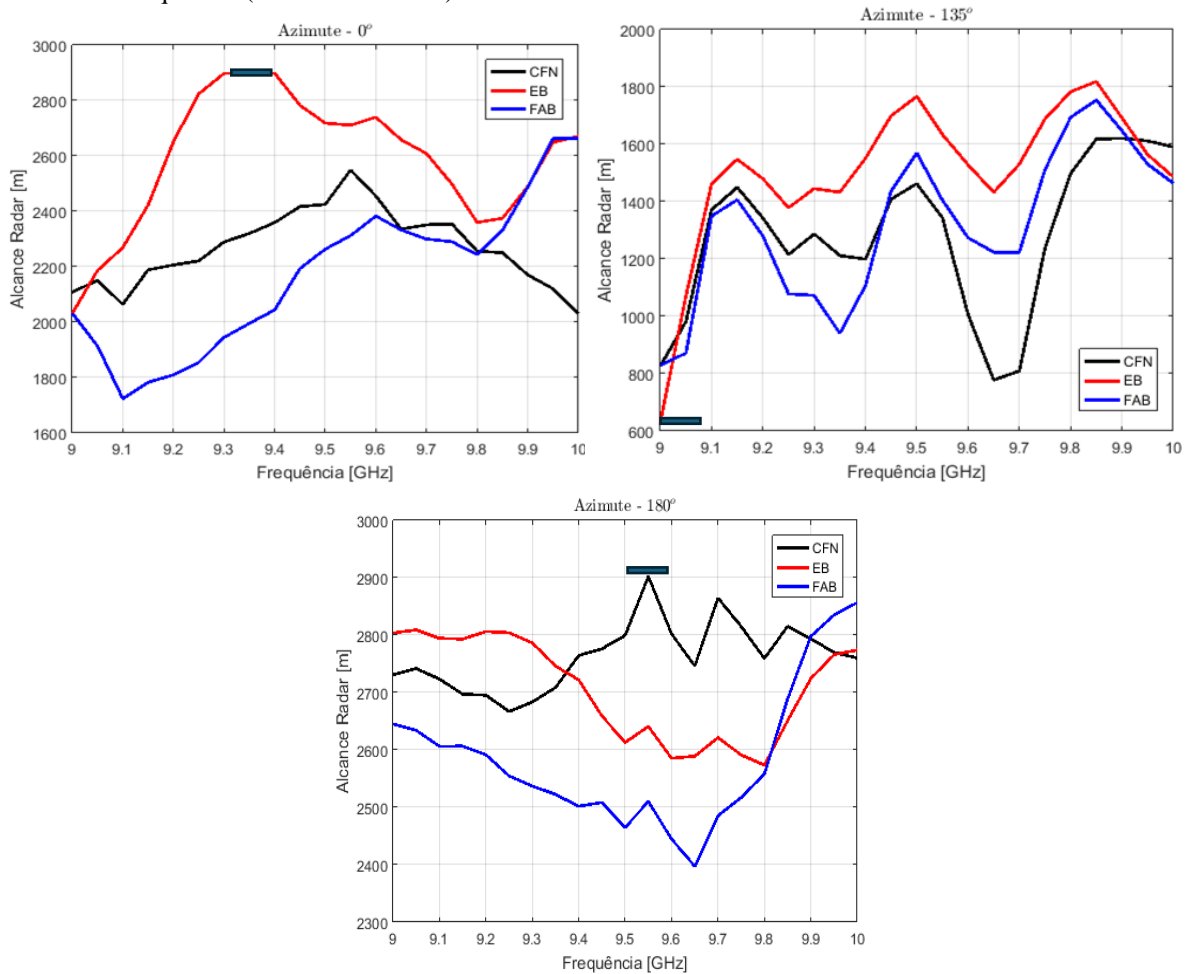 Azimute - 0°
3000
2800
2600
2400
2200
2000
1800
1600
Alcance Radar [m]
CFN
EB
FAB
9 9.1 9.2 9.3 9.4 9.5 9.6 9.7 9.8 9.9 10
Frequência [GHz]
Azimute - 135°
2000
1800
1600
1400
1200
1000
800
600
Alcance Radar [m]
CFN
EB
FAB
9 9.1 9.2 9.3 9.4 9.5 9.6 9.7 9.8 9.9 10
Frequência [GHz]
Azimute - 180°
3000
2900
2800
2700
2600
2500
2400
2300
Alcance Radar [m]
CFN
EB
FAB
9 9.1 9.2 9.3 9.4 9.5 9.6 9.7 9.8 9.9 10
Frequência [GHz]